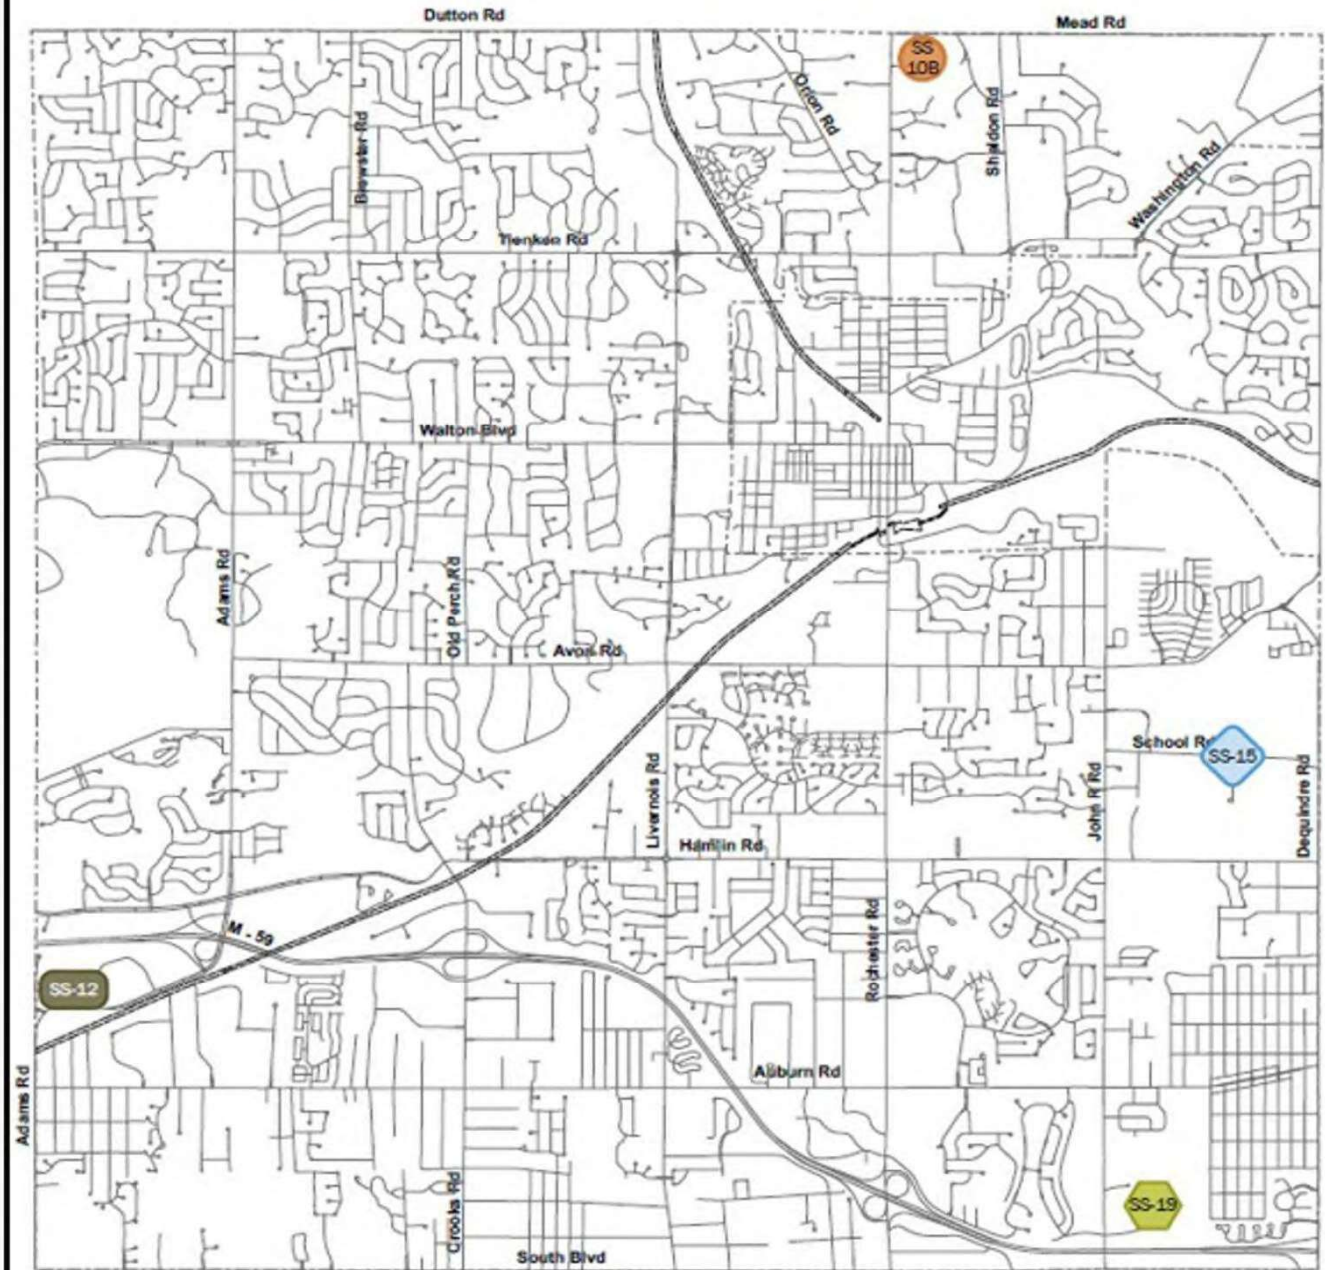 Dutton Rd
Mead Rd
SS
10B
Orion Rd
Sheldon Rd
Brewster Rd
Washington Rd
Tienken Rd
Walton Blvd
Adams Rd
Old Perch Rd
Avon Rd
School Rd
SS-15
Livernois Rd
John R Rd
Dequindre Rd
Hamlin Rd
M - 59
Rochester Rd
SS-12
Auburn Rd
Adams Rd
Crooks Rd
SS-19
South Blvd